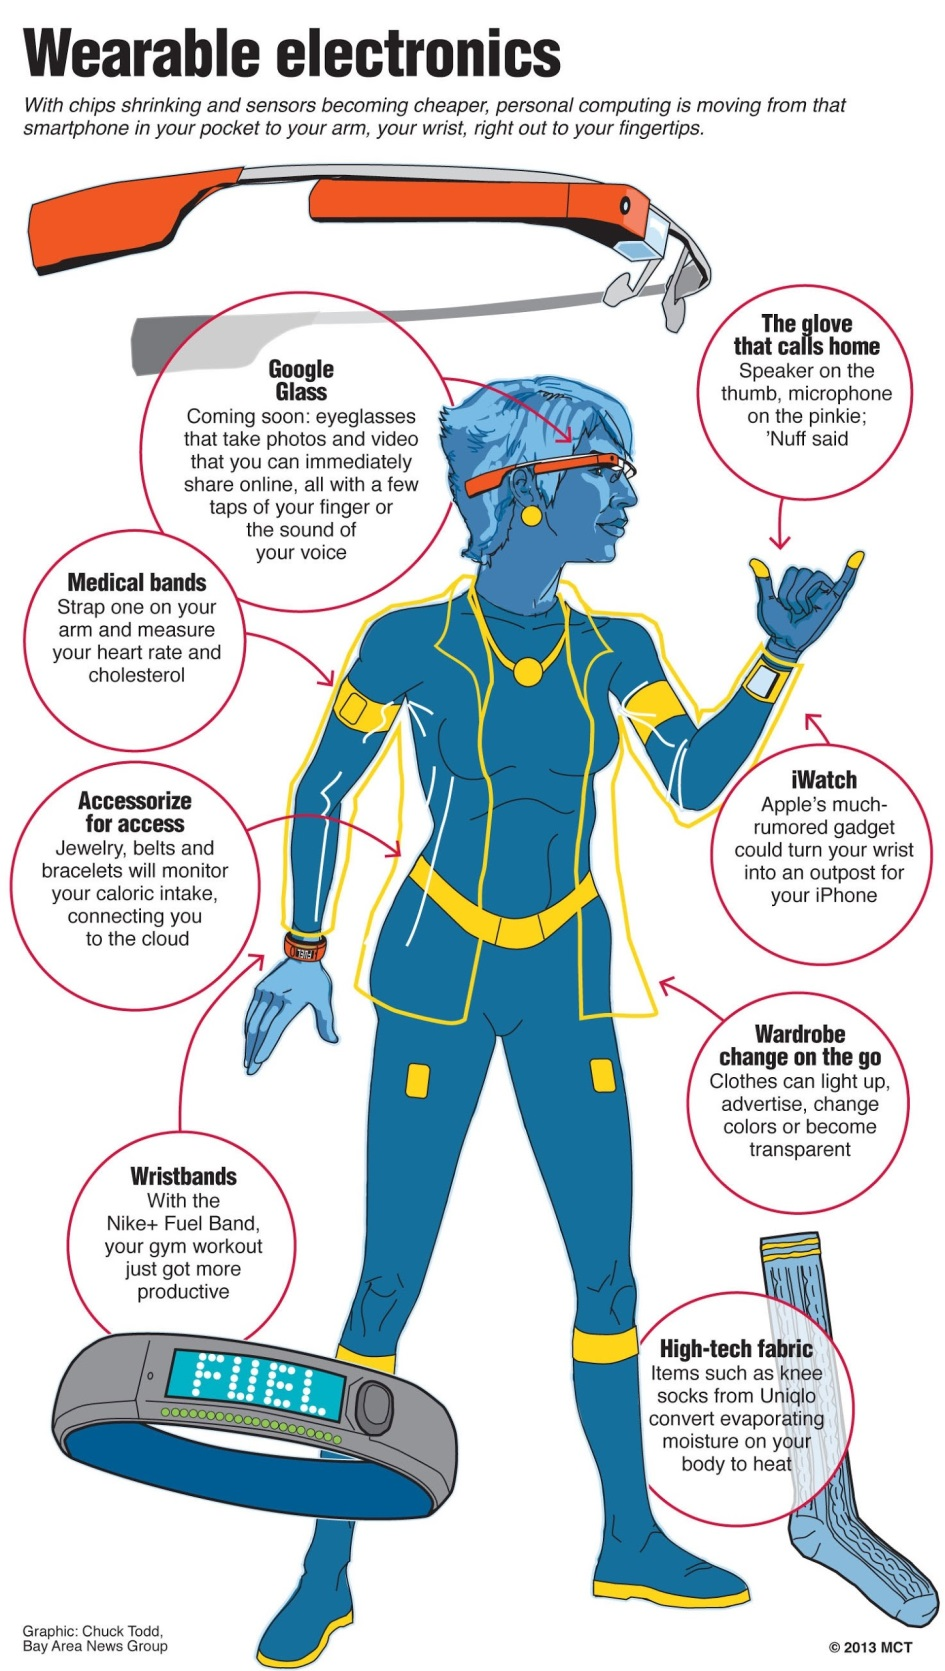 Wearable electronics
With chips shrinking and sensors becoming cheaper, personal computing is moving from that
smartphone in your pocket to your arm, your wrist, right out to your fingertips.
Google
Glass
Coming soon: eyeglasses
that take photos and video
that you can immediately
share online, all with a few
taps of your finger or
the sound of
your voice
The glove
that calls home
Speaker on the
thumb, microphone
on the pinkie;
’Nuff said
Medical bands
Strap one on your
arm and measure
your heart rate and
cholesterol
iWatch
Apple’s much-
rumored gadget
could turn your wrist
into an outpost for
your iPhone
Accessorize
for access
Jewelry, belts and
bracelets will monitor
your caloric intake,
connecting you
to the cloud
FUEL
Wardrobe
change on the go
Clothes can light up,
advertise, change
colors or become
transparent
Wristbands
With the
Nike+ Fuel Band,
your gym workout
just got more
productive
FUEL
High-tech fabric
Items such as knee
socks from Uniqlo
convert evaporating
moisture on your
body to heat
Graphic: Chuck Todd,
Bay Area News Group
© 2013 MCT